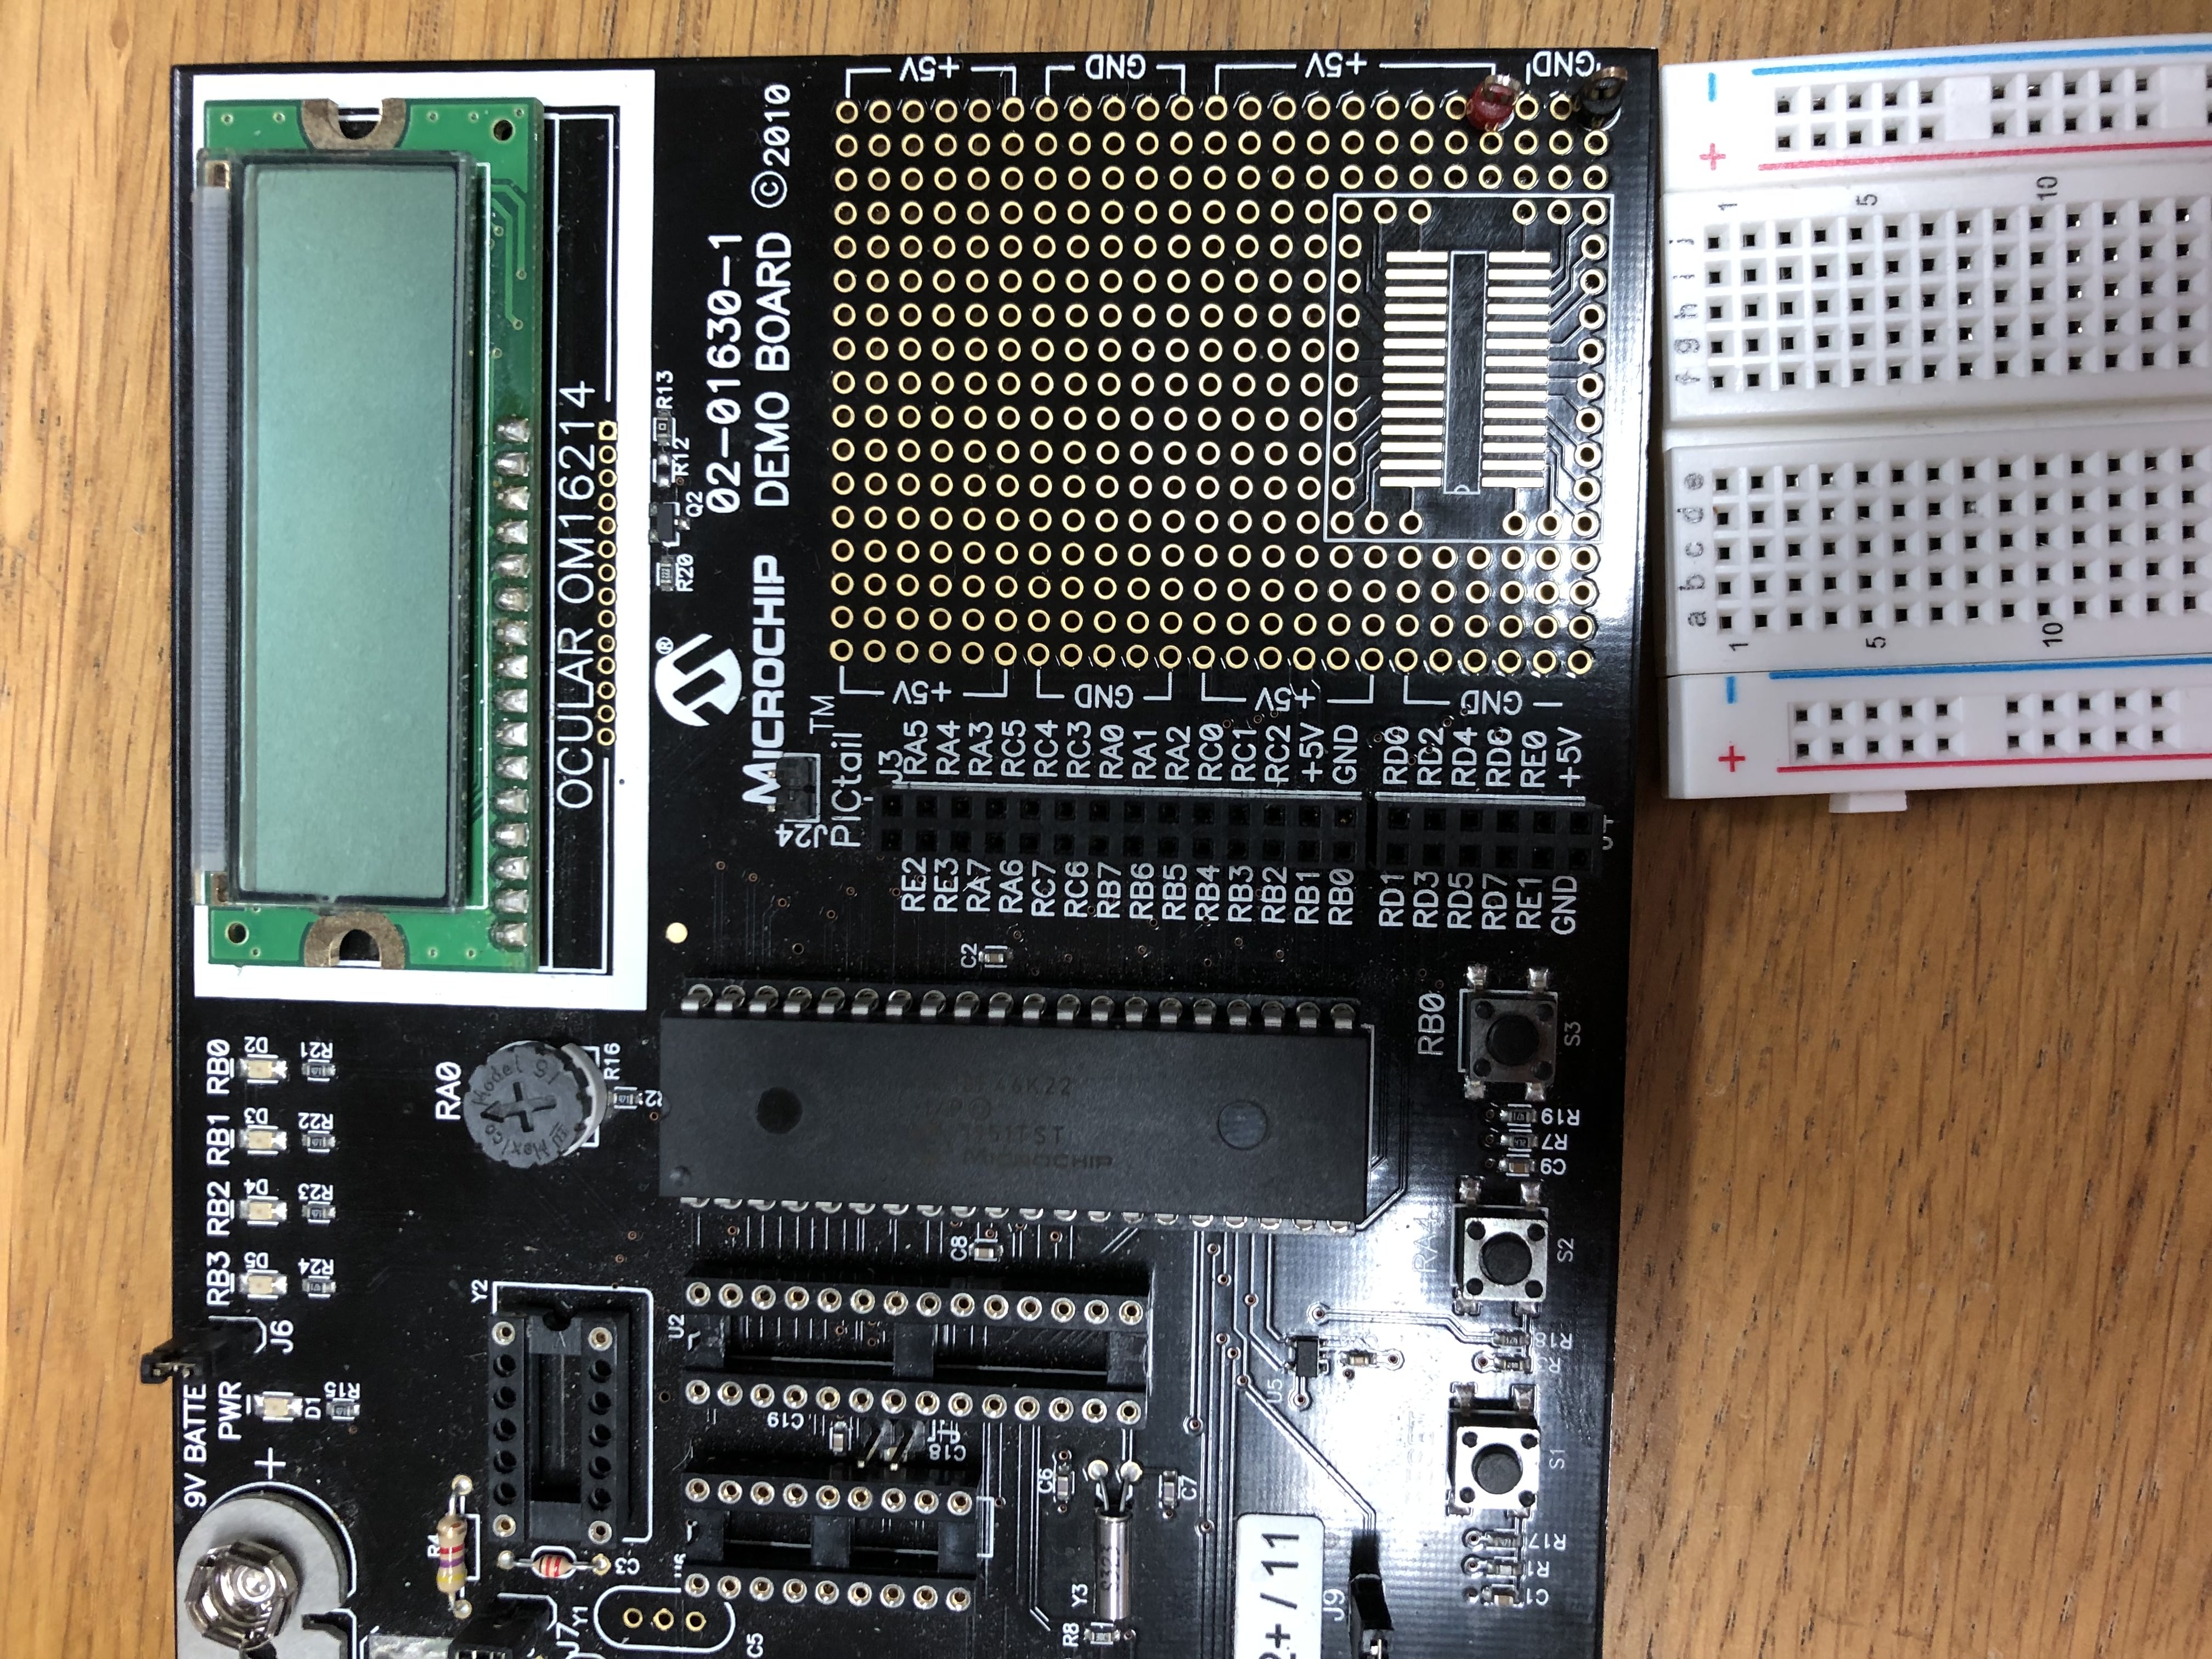 9V BATTE
PWR
+
J6
RB3 RB2 RB1 RB0
D5 D4 D3 D2
R24 R23 R22 R21
D1
R15
R4
Y2
J7
Y1
C3
RA0
Mexico Model 91
R16
OCULAR OM16214
R20 Q2 R12 R13
®
MICROCHIP
02-01630-1
DEMO BOARD ©2010
J24
PICtail™
U6
U2
C5
C19
C18
C8
C2
C6
R8
Y3
S323
C7
J3
RE2 RA5
RE3 RA4
RA7 RA3
RA6 RC5
RC7 RC4
RC6 RC3
RB7 RA0
RB6 RA1
RB5 RA2
RB4 RC0
RB3 RC1
RB2 RC2
RB1 +5V
RB0 GND
RD1 RD0
RD3 RD2
RD5 RD4
RD7 RD6
RE1 RE0
GND +5V
J4
+5V
GND
+5V
GND
+5V
GND
+5V
GND
2+ / 11
J9
U5
RA4
RB0
C1 R1 R17
S1
R18
S2
C9 R7 R19
S3
a b c d e f g h i j
+ − 1 1 + −
5 5
10 10